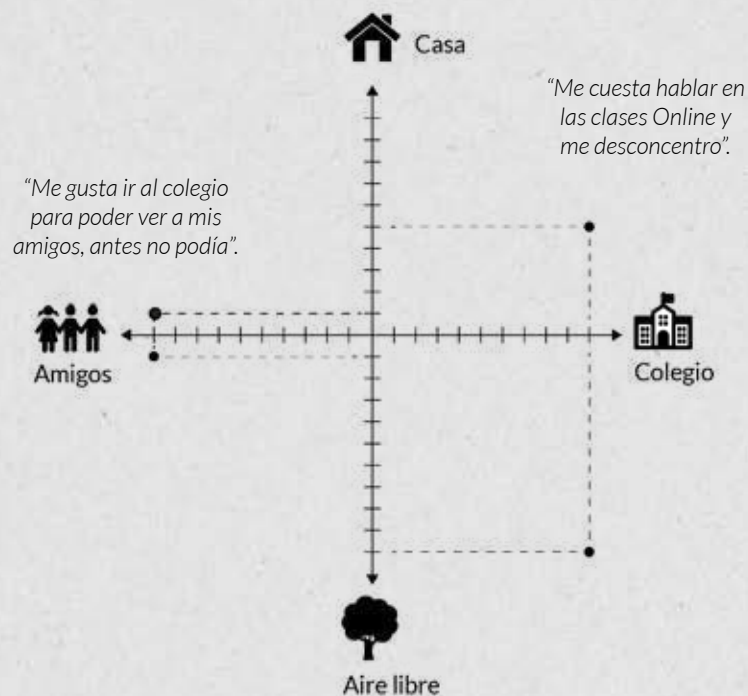 Casa
“Me cuesta hablar en
las clases Online y
me desconcentro”.
“Me gusta ir al colegio
para poder ver a mis
amigos, antes no podía”.
Amigos
Colegio
Aire libre